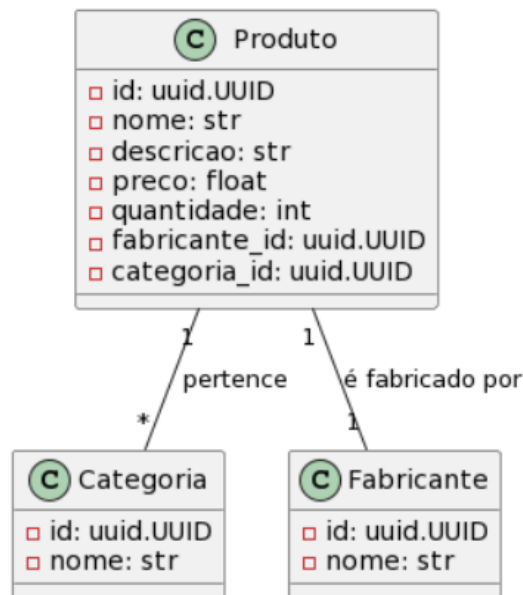 C Produto
id: uuid.UUID
nome: str
descricao: str
preco: float
quantidade: int
fabricante_id: uuid.UUID
categoria_id: uuid.UUID
1 1
pertence é fabricado por
* 1
C Categoria C Fabricante
id: uuid.UUID id: uuid.UUID
nome: str nome: str